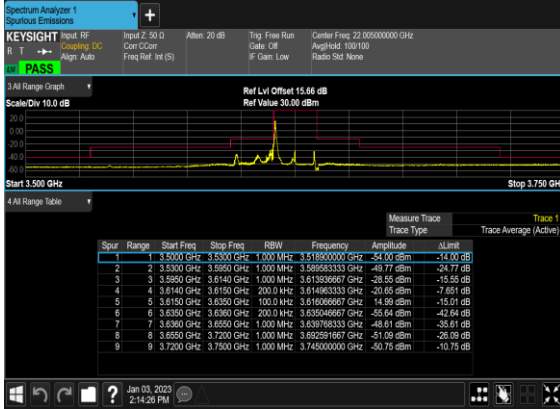 Spectrum Analyzer 1
Spurious Emissions
+
KEYSIGHT Input: RF Input Z: 50 Ω Atten: 20 dB Trig: Free Run Center Freq: 22.005000000 GHz
R T Coupling: DC Corr CCorr Gate: Off Avg|Hold: 100/100
Align: Auto Freq Ref: Int (S) IF Gain: Low Radio Std: None
PASS
3 All Range Graph
Ref Lvl Offset 15.66 dB
Scale/Div 10.0 dB Ref Value 30.00 dBm
20.0
0.00
-20.0
-40.0
-60.0
Start 3.500 GHz Stop 3.750 GH
4 All Range Table
Measure Trace Trace 1
Trace Type Trace Average (Active)
Spur Range Start Freq Stop Freq RBW Frequency Amplitude ΔLimit
1 1 3.5000 GHz 3.5300 GHz 1.000 MHz 3.518900000 GHz -54.00 dBm -14.00 dB
2 2 3.5300 GHz 3.5950 GHz 1.000 MHz 3.589583333 GHz -49.77 dBm -24.77 dB
3 3 3.5950 GHz 3.6140 GHz 1.000 MHz 3.613936667 GHz -28.55 dBm -15.55 dB
4 4 3.6140 GHz 3.6150 GHz 200.0 kHz 3.614963333 GHz -20.65 dBm -7.651 dB
5 5 3.6150 GHz 3.6350 GHz 100.0 kHz 3.616066667 GHz 14.99 dBm -15.01 dB
6 6 3.6350 GHz 3.6360 GHz 200.0 kHz 3.635046667 GHz -55.64 dBm -42.64 dB
7 7 3.6360 GHz 3.6550 GHz 1.000 MHz 3.639768333 GHz -48.61 dBm -35.61 dB
8 8 3.6550 GHz 3.7200 GHz 1.000 MHz 3.692591667 GHz -51.09 dBm -26.09 dB
9 9 3.7200 GHz 3.7500 GHz 1.000 MHz 3.745000000 GHz -50.75 dBm -10.75 dB
?
Jan 03, 2023
2:14:26 PM